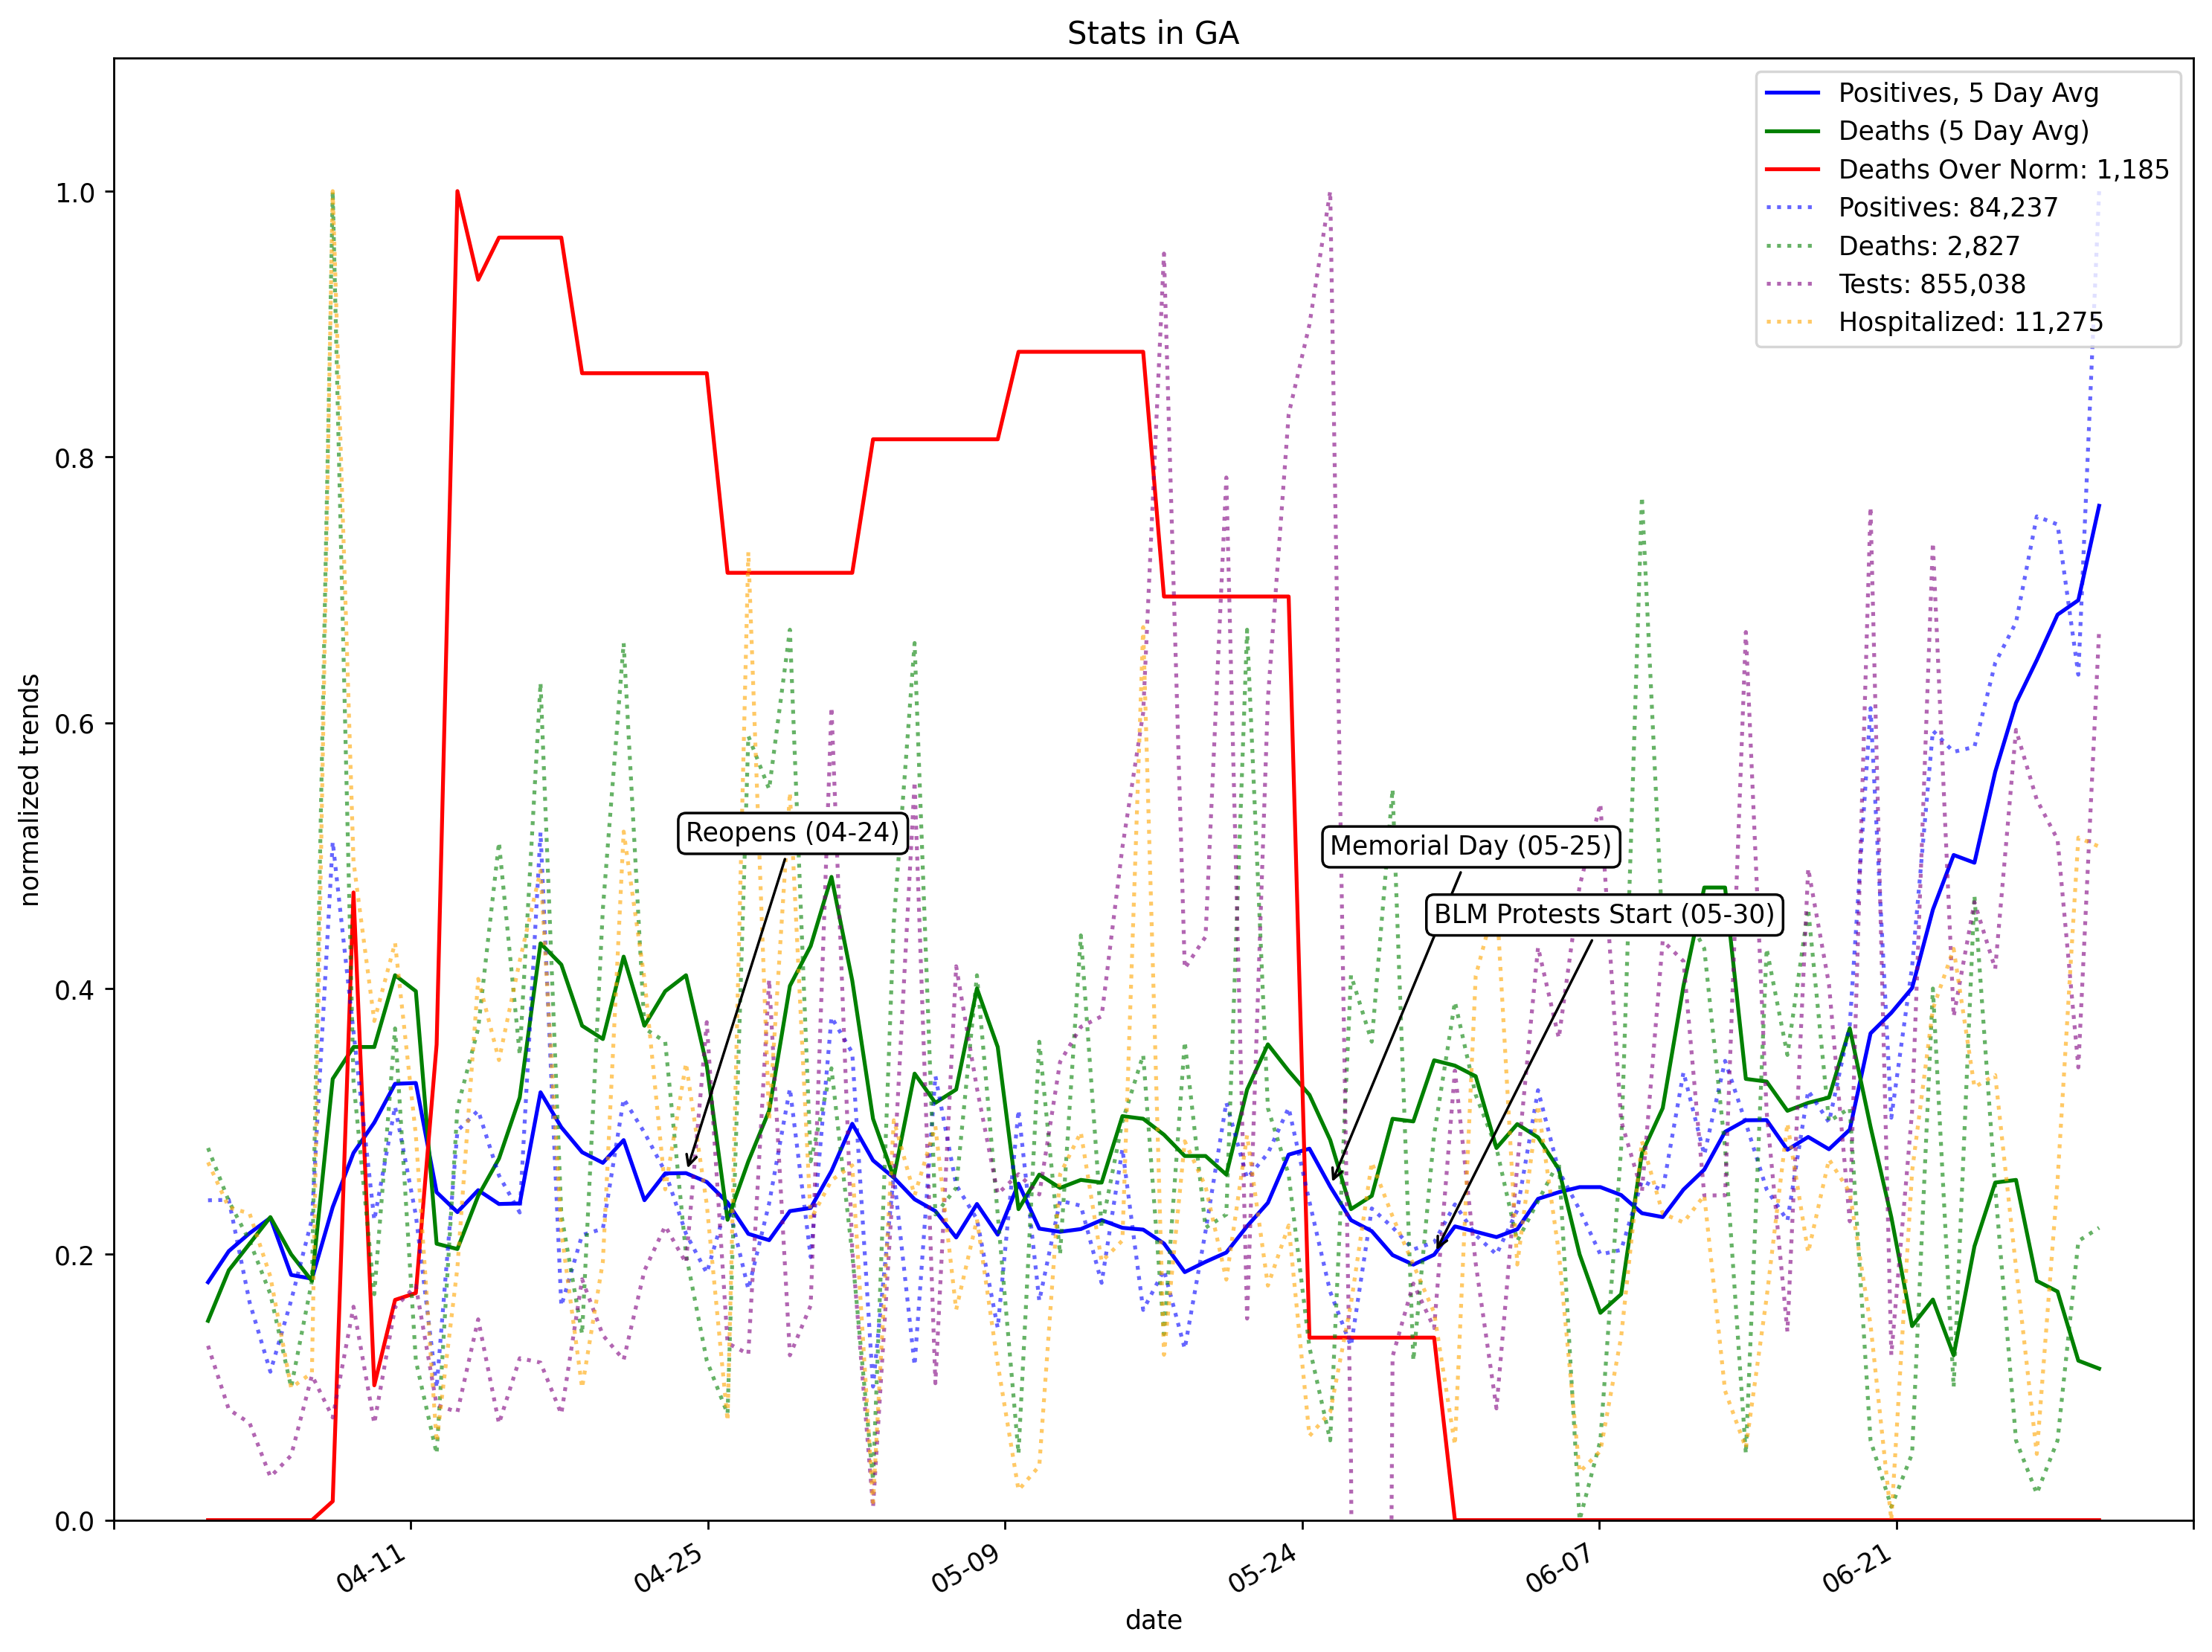 Stats in GA
Positives, 5 Day Avg
Deaths (5 Day Avg)
Deaths Over Norm: 1,185
Positives: 84,237
Deaths: 2,827
Tests: 855,038
Hospitalized: 11,275
1.0
0.8
0.6
0.4
0.2
0.0
normalized trends
Reopens (04-24)
Memorial Day (05-25)
BLM Protests Start (05-30)
04-11
04-25
05-09
05-24
06-07
06-21
date